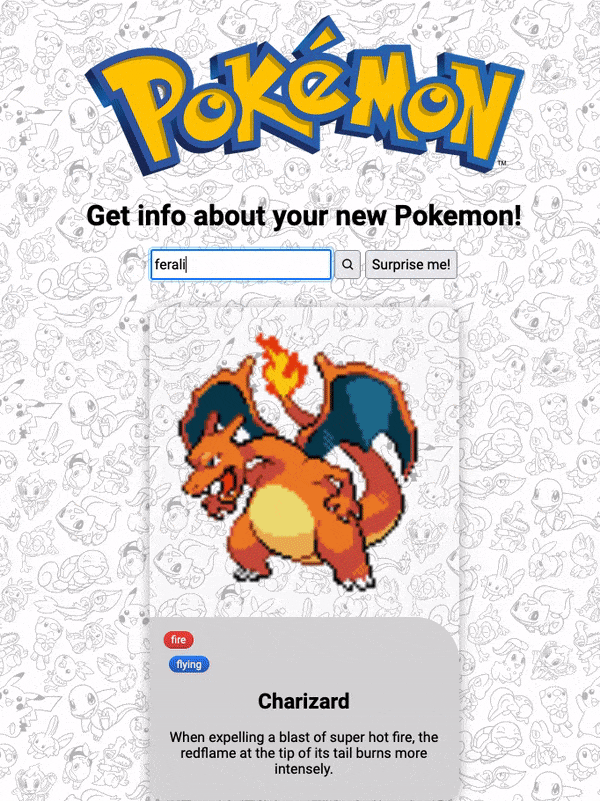 POKéMON
TM
Get info about your new Pokemon!
ferali
Surprise me!
fire
flying
Charizard
When expelling a blast of super hot fire, the
redflame at the tip of its tail burns more
intensely.